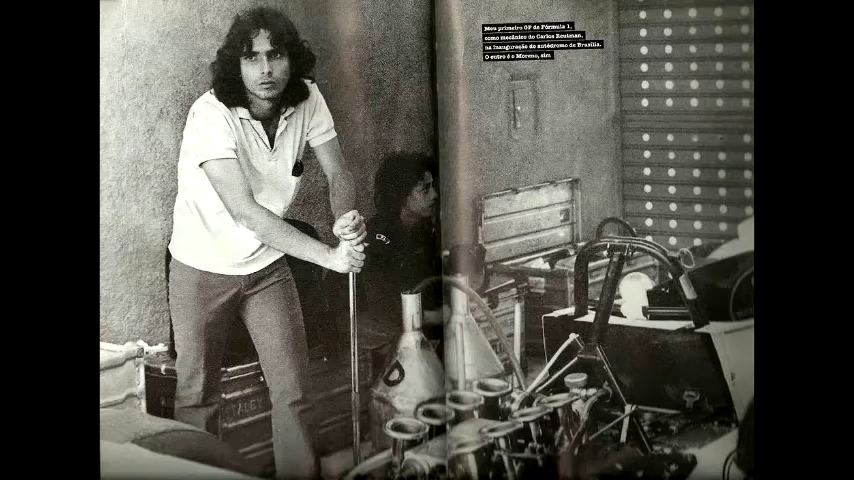 Meu primeiro GP de Fórmula 1,
como mecânico do Carlos Reutman,
na inauguração do autódromo de Brasília.
O outro é o Moreno, sim